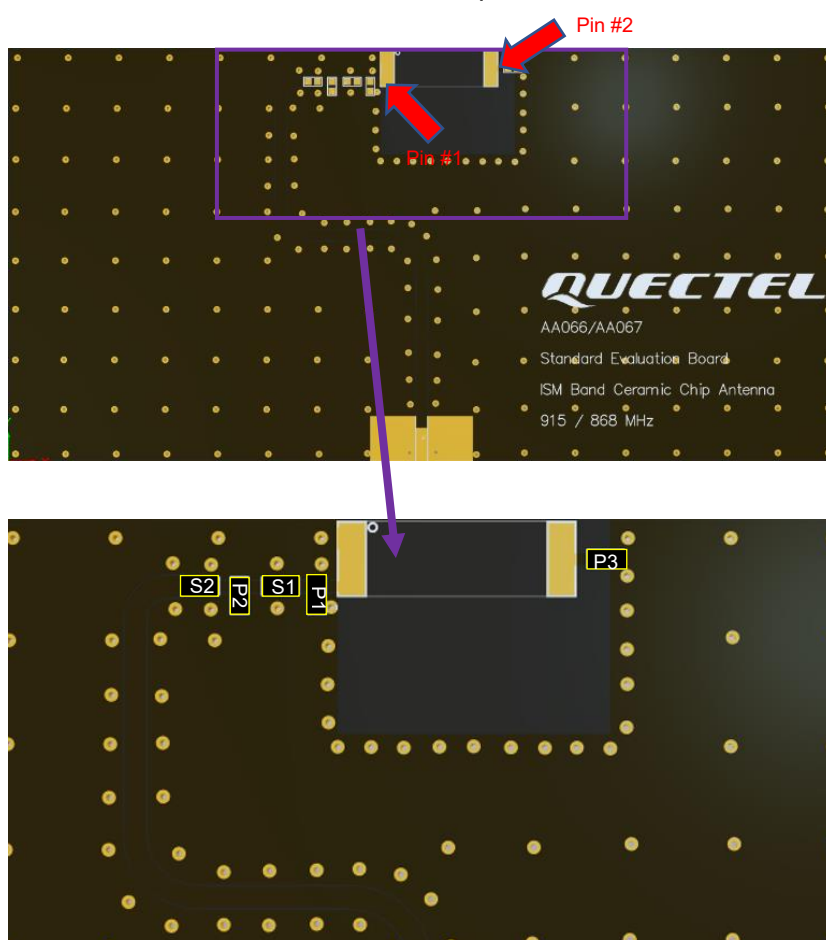 Pin #2
Pin #1
QUECTEL
AA066/AA067
Standard Evaluation Board
ISM Band Ceramic Chip Antenna
915 / 868 MHz
P3
S2
P2
S1
P1